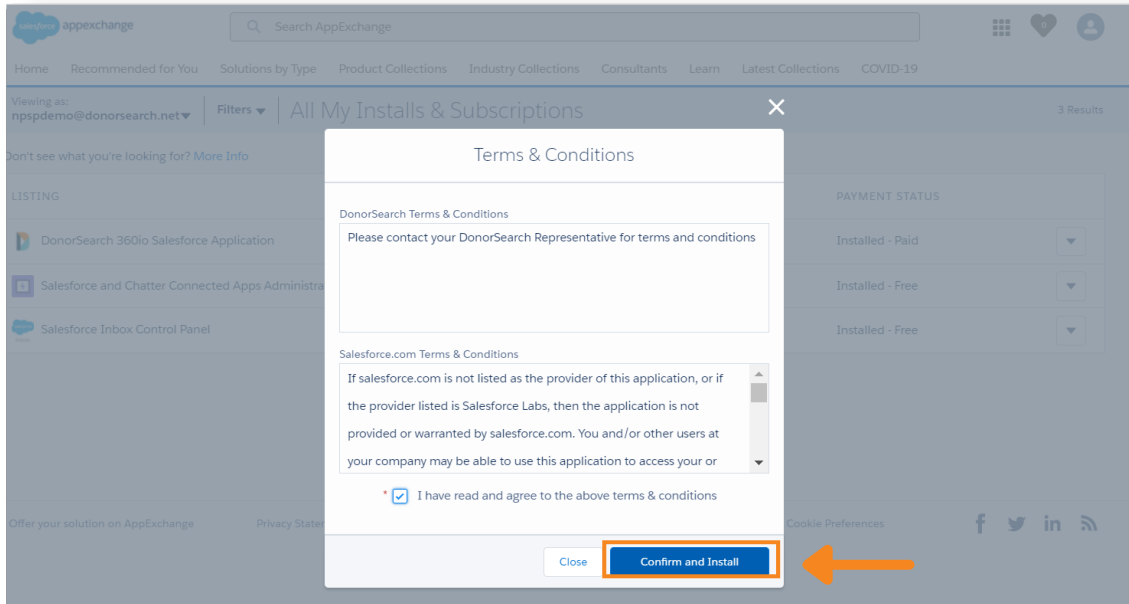 salesforce appexchange
Search AppExchange
0
Home Recommended for You Solutions by Type Product Collections Industry Collections Consultants Learn Latest Collections COVID-19
Viewing as:
npspdemo@donorsearch.net
Filters
All My Installs & Subscriptions
3 Results
Don't see what you're looking for? More Info
LISTING
PAYMENT STATUS
DonorSearch 360io Salesforce Application
Installed - Paid
Salesforce and Chatter Connected Apps Administra
Installed - Free
Salesforce Inbox Control Panel
Installed - Free
Terms & Conditions
DonorSearch Terms & Conditions
Please contact your DonorSearch Representative for terms and conditions
Salesforce.com Terms & Conditions
If salesforce.com is not listed as the provider of this application, or if
the provider listed is Salesforce Labs, then the application is not
provided or warranted by salesforce.com. You and/or other users at
your company may be able to use this application to access your or
* I have read and agree to the above terms & conditions
Close
Confirm and Install
Offer your solution on AppExchange
Privacy Stater
Cookie Preferences